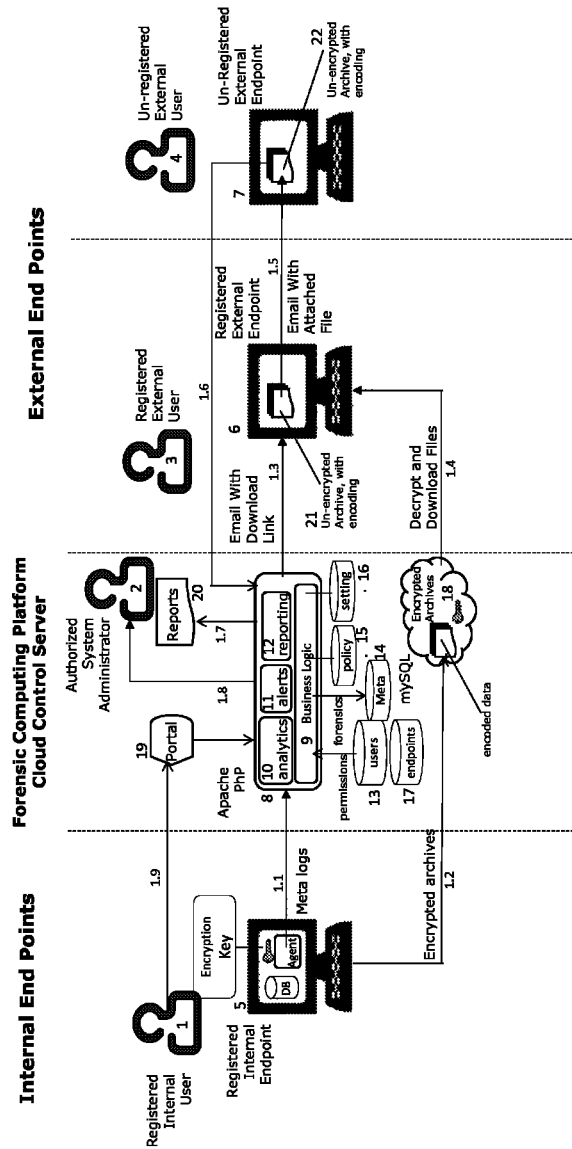 Internal End Points
Forensic Computing Platform
Cloud Control Server
External End Points
Registered
Internal
User
1
1.9
19
Portal
Authorized
System
Administrator
2
Registered
External
User
3
Un-registered
External
User
4
Encryption
Key
5
DB
Agent
Registered
Internal
Endpoint
1.1
Meta logs
Apache
PhP
8
10
analytics
11
alerts
12
reporting
9
Business Logic
1.8
1.7
Reports
20
1.6
permissions
forensics
users
13
endpoints
17
Meta
14
mySQL
policy
15
.
setting
. 16
Email With
Download
Link
1.3
6
Registered
External
Endpoint
21
Un-encrypted
Archive, with
encoding
Email With
Attached
File
1.5
7
Un-Registered
External
Endpoint
22
Un-encrypted
Archive, with
encoding
Encrypted archives
1.2
Encrypted
Archives
18
encoded data
Decrypt and
Download Files
1.4